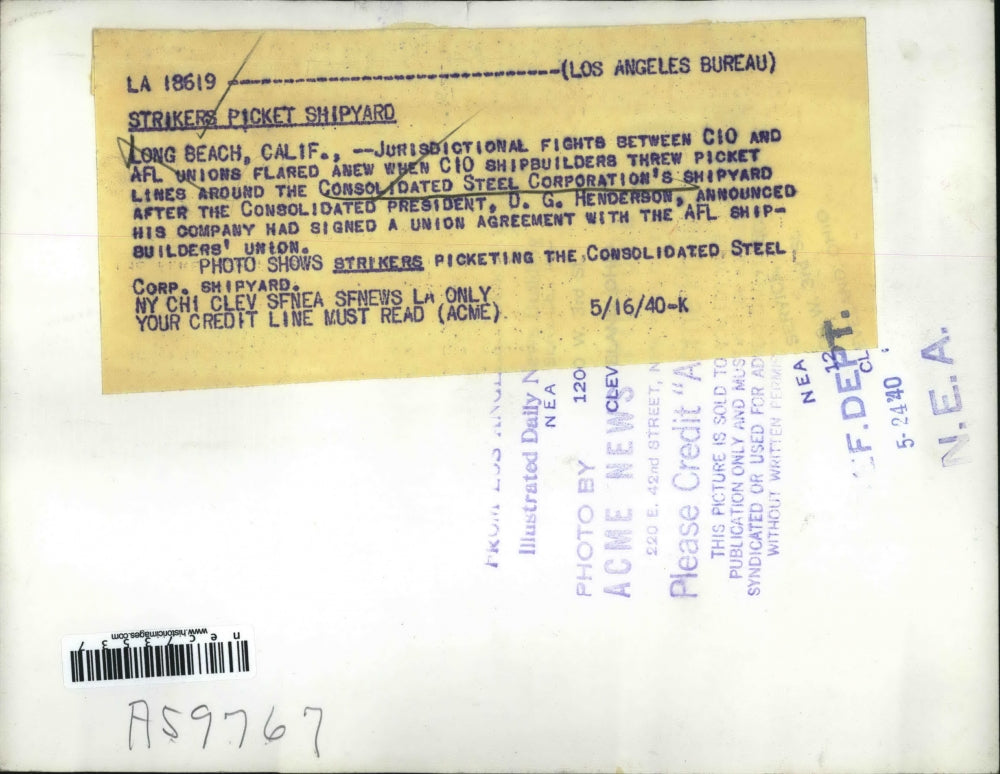 LA 18619 ------------------------------(LOS ANGELES BUREAU)
STRIKERS PICKET SHIPYARD
LONG BEACH, CALIF., --JURISDICTIONAL FIGHTS BETWEEN CIO AND
AFL UNIONS FLARED ANEW WHEN CIO SHIPBUILDERS THREW PICKET
LINES AROUND THE CONSOLIDATED STEEL CORPORATION'S SHIPYARD
AFTER THE CONSOLIDATED PRESIDENT, D. G. HENDERSON, ANNOUNCED
HIS COMPANY HAD SIGNED A UNION AGREEMENT WITH THE AFL SHIP-
BUILDERS' UNION.
PHOTO SHOWS STRIKERS PICKETING THE CONSOLIDATED STEEL
CORP. SHIPYARD.
NY CHI CLEV SFNEA SFNEWS LA ONLY
YOUR CREDIT LINE MUST READ (ACME) 5/16/40-K
Illustrated Daily
NEA
1200 W.
CLEV
PHOTO BY
ACME NEWS
220 E. 42nd STREET, N
Please Credit "A
THIS PICTURE IS SOLD TO
PUBLICATION ONLY AND MUS
SYNDICATED OR USED FOR AD
WITHOUT WRITTEN PERMI
NEA
12
CL
F. DEPT.
5-24'40
N.E.A.
www.historicimages.com
A59767